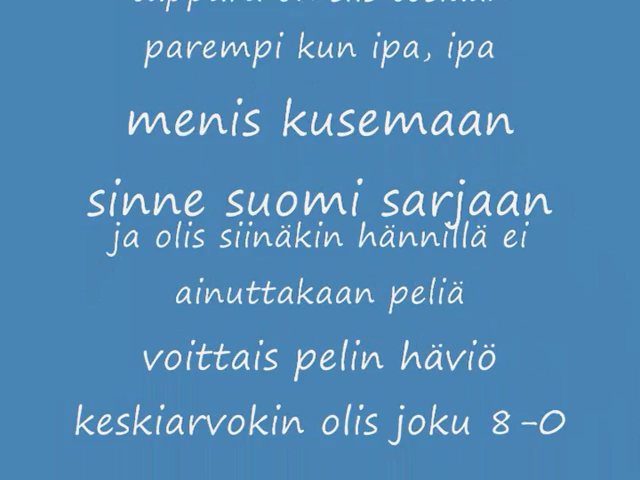 parempi kun ipa, ipa
menis kusemaan
sinne suomi sarjaan
ja olis siinäkin hännillä ei
ainuttakaan peliä
voittais pelin häviö
keskiarvokin olis joku 8-0